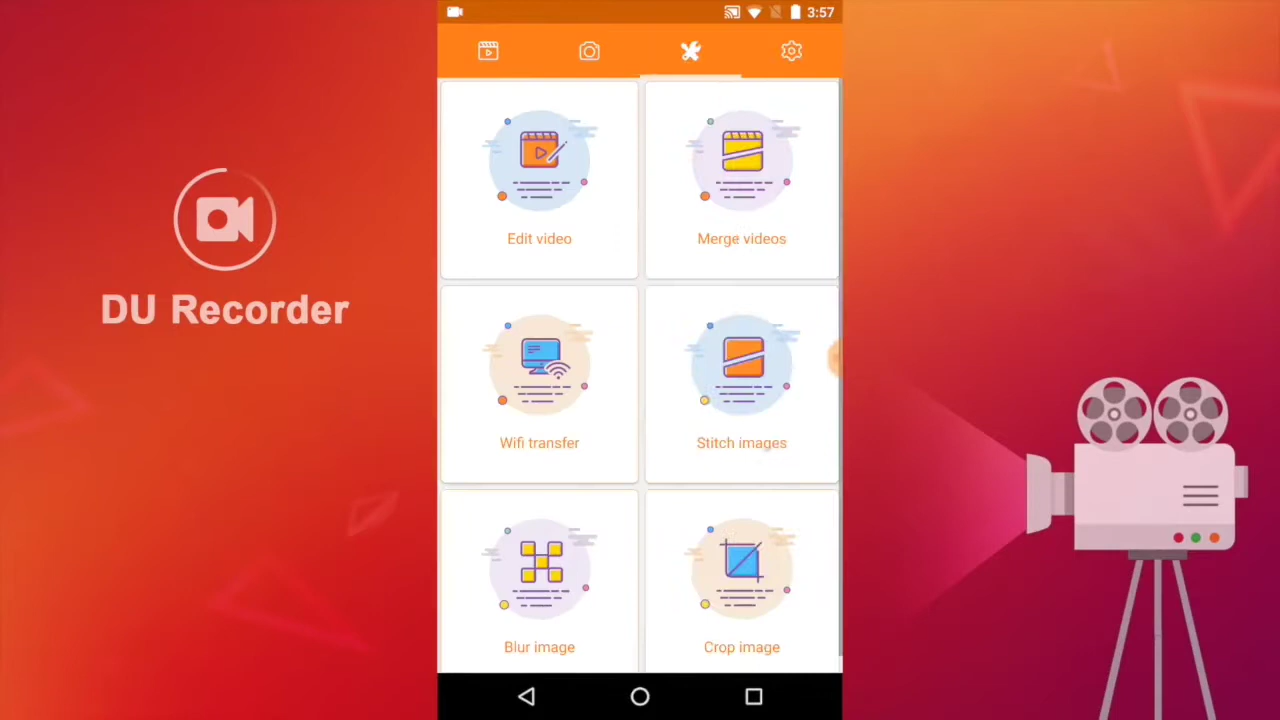 3:57
DU Recorder
Edit video
Merge videos
Wifi transfer
Stitch images
Blur image
Crop image